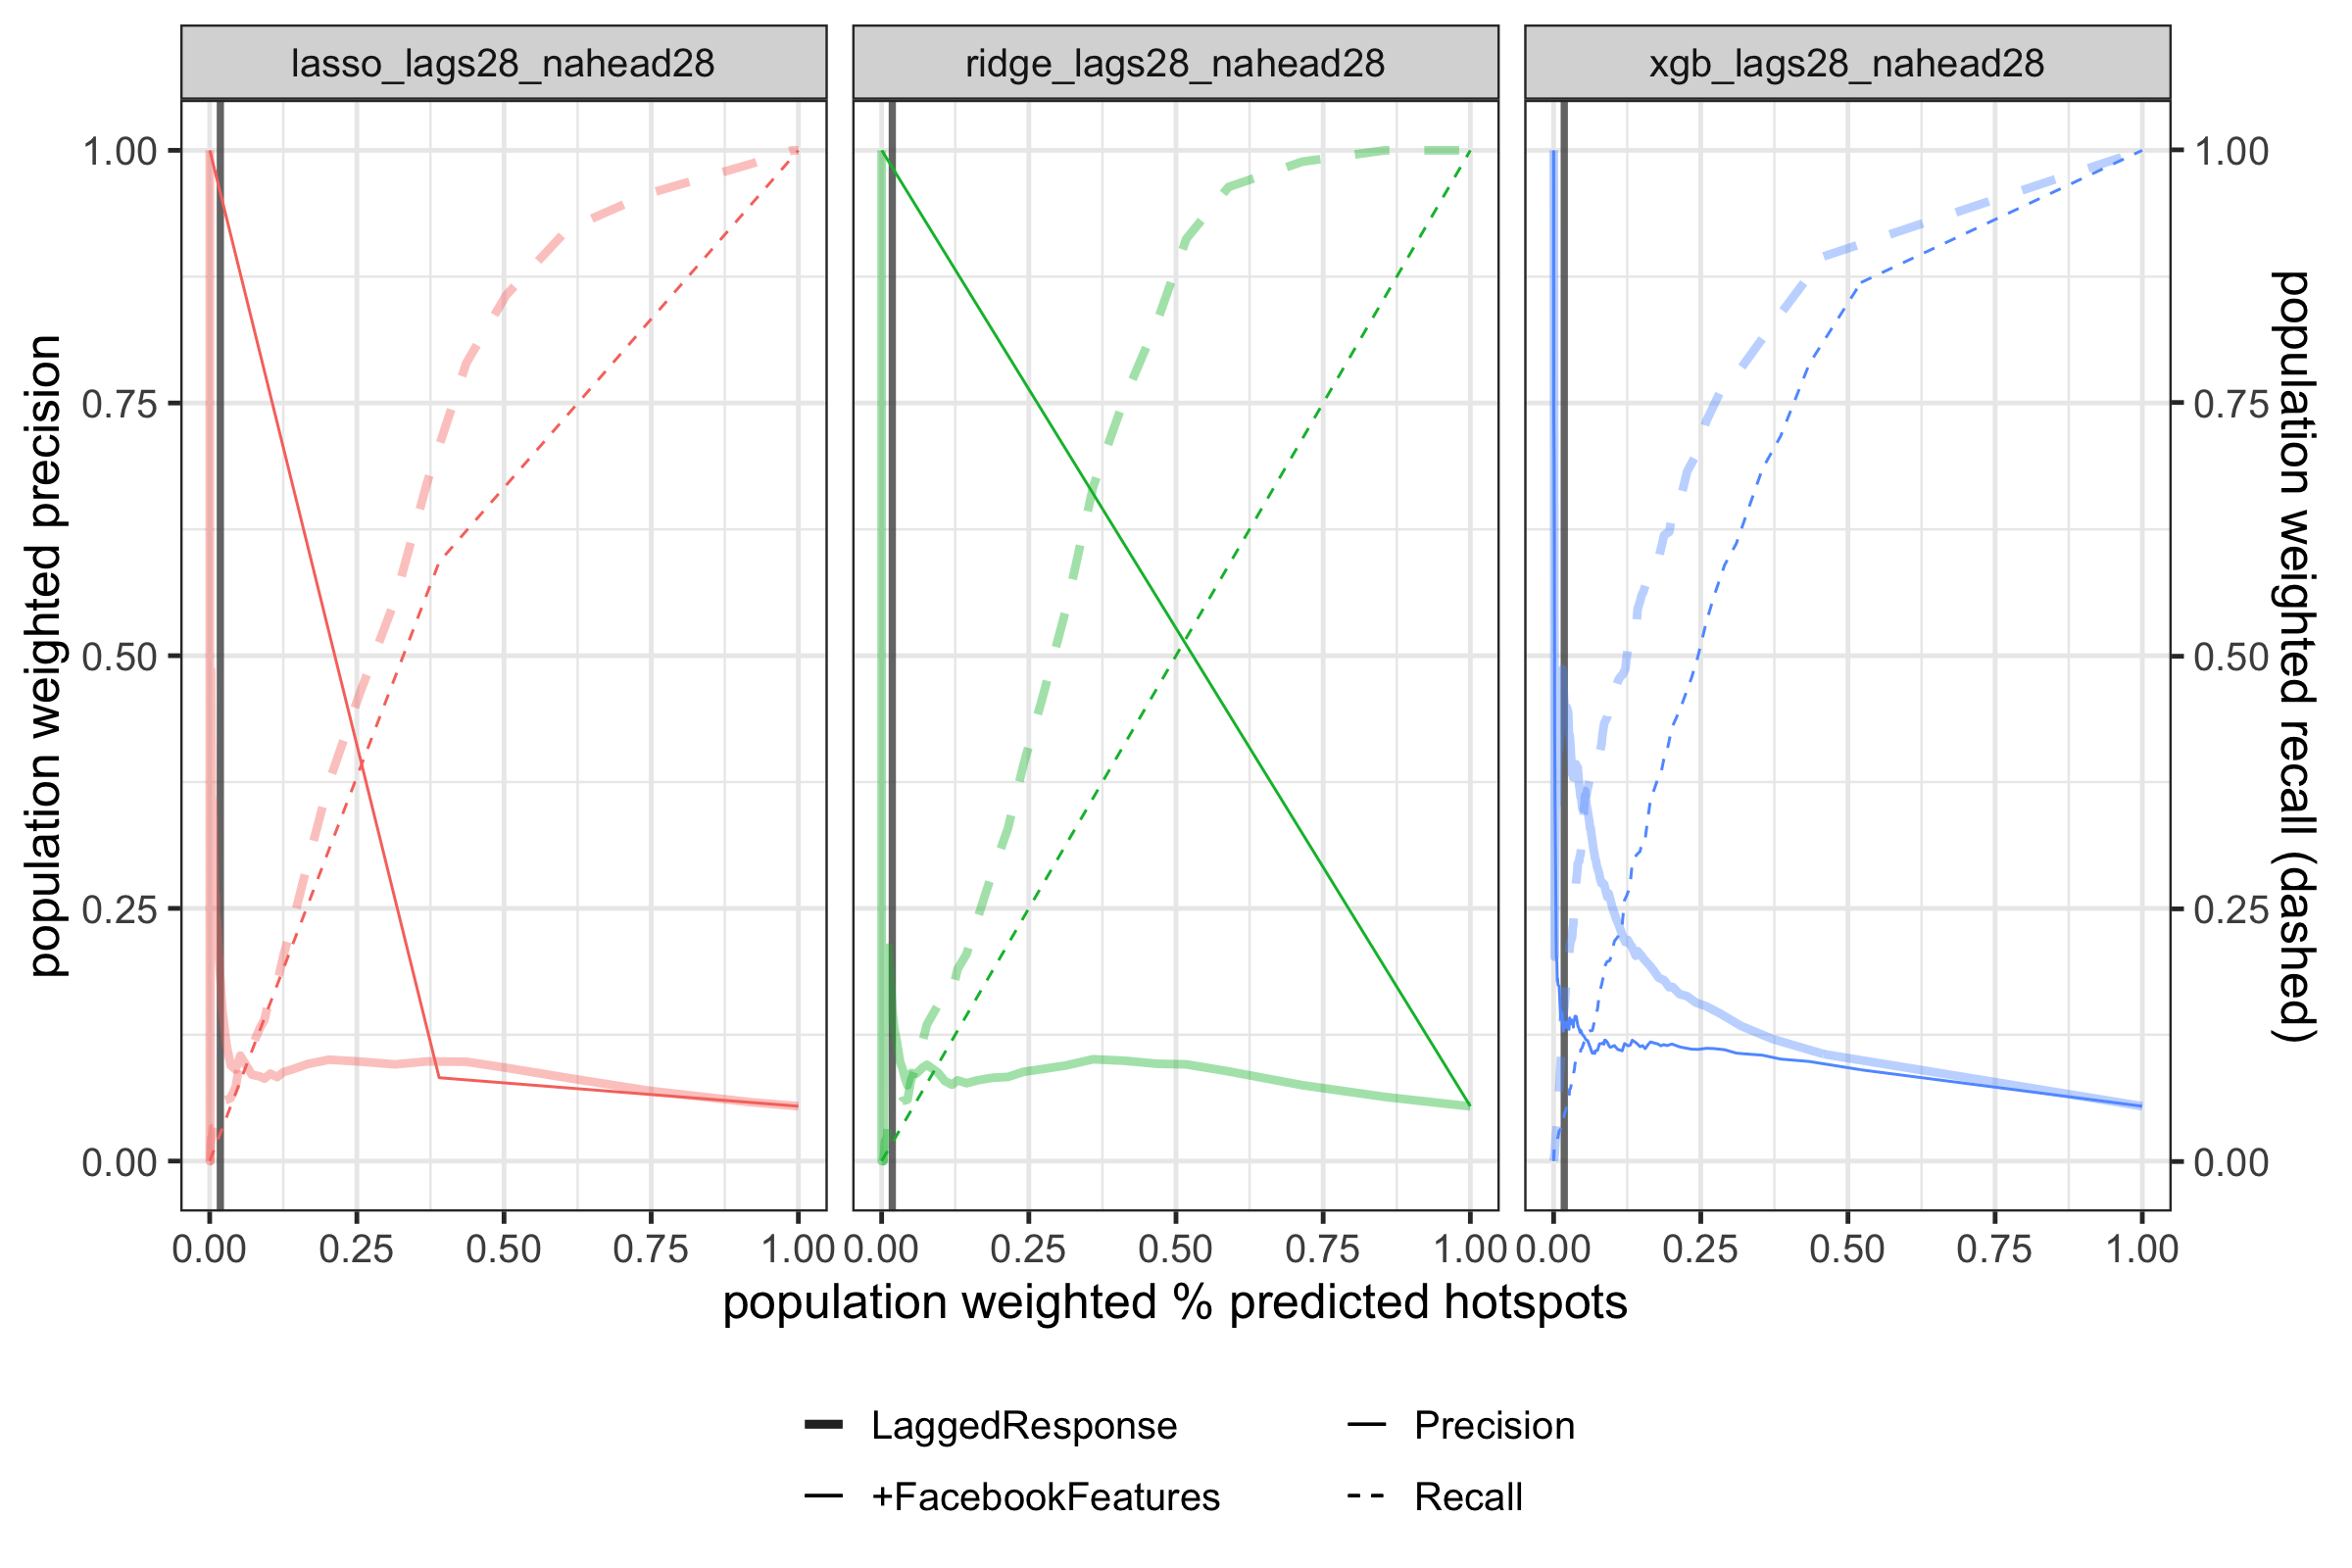 lasso_lags28_nahead28
ridge_lags28_nahead28
xgb_lags28_nahead28
population weighted precision
1.00
0.75
0.50
0.25
0.00
1.00
0.75
0.50
0.25
0.00
population weighted recall (dashed)
0.00 0.25 0.50 0.75 1.00
0.00 0.25 0.50 0.75 1.00
0.00 0.25 0.50 0.75 1.00
population weighted % predicted hotspots
LaggedResponse
+FacebookFeatures
Precision
Recall